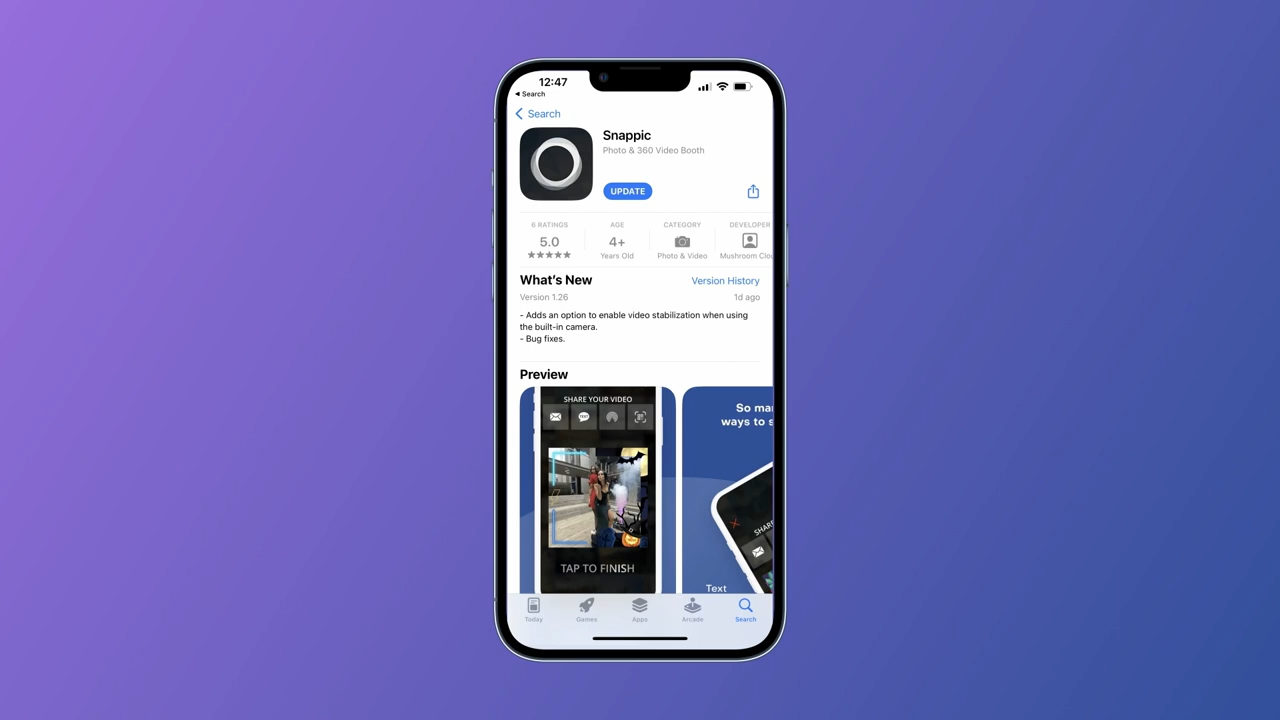 12:47
◀ Search
Search
Snappic
Photo & 360 Video Booth
UPDATE
6 RATINGS
AGE
CATEGORY
DEVELOPER
5.0
4+
★★★★★
Years Old
Photo & Video
Mushroom Clou
What's New
Version History
Version 1.26
1d ago
- Adds an option to enable video stabilization when using
the built-in camera.
- Bug fixes.
Preview
SHARE YOUR VIDEO
TEXT
TAP TO FINISH
So ma
ways to s
SHARE
Text
Today
Games
Apps
Arcade
Search